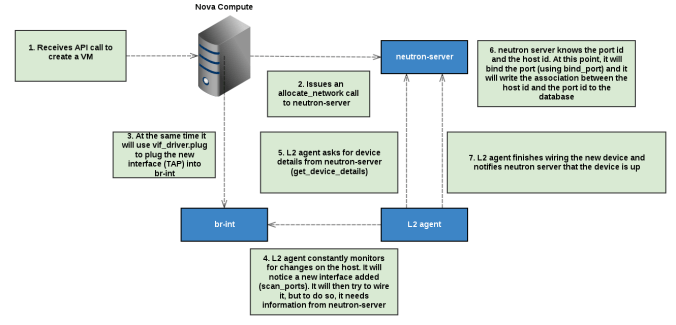 Nova Compute
1. Receives API call to
create a VM
neutron-server
6. neutron server knows the port id
and the host id. At this point, it will
bind the port (using bind_port) and it
will write the association between the
host id and the port id to the
database
2. Issues an
allocate_network call
to neutron-server
3. At the same time it
will use vif_driver.plug
to plug the new
interface (TAP) into
br-int
5. L2 agent asks for device
details from neutron-server
(get_device_details)
7. L2 agent finishes wiring the new device and
notifies neutron server that the device is up
br-int
L2 agent
4. L2 agent constantly monitors
for changes on the host. It will
notice a new interface added
(scan_ports). It will then try to wire
it, but to do so, it needs
information from neutron-server